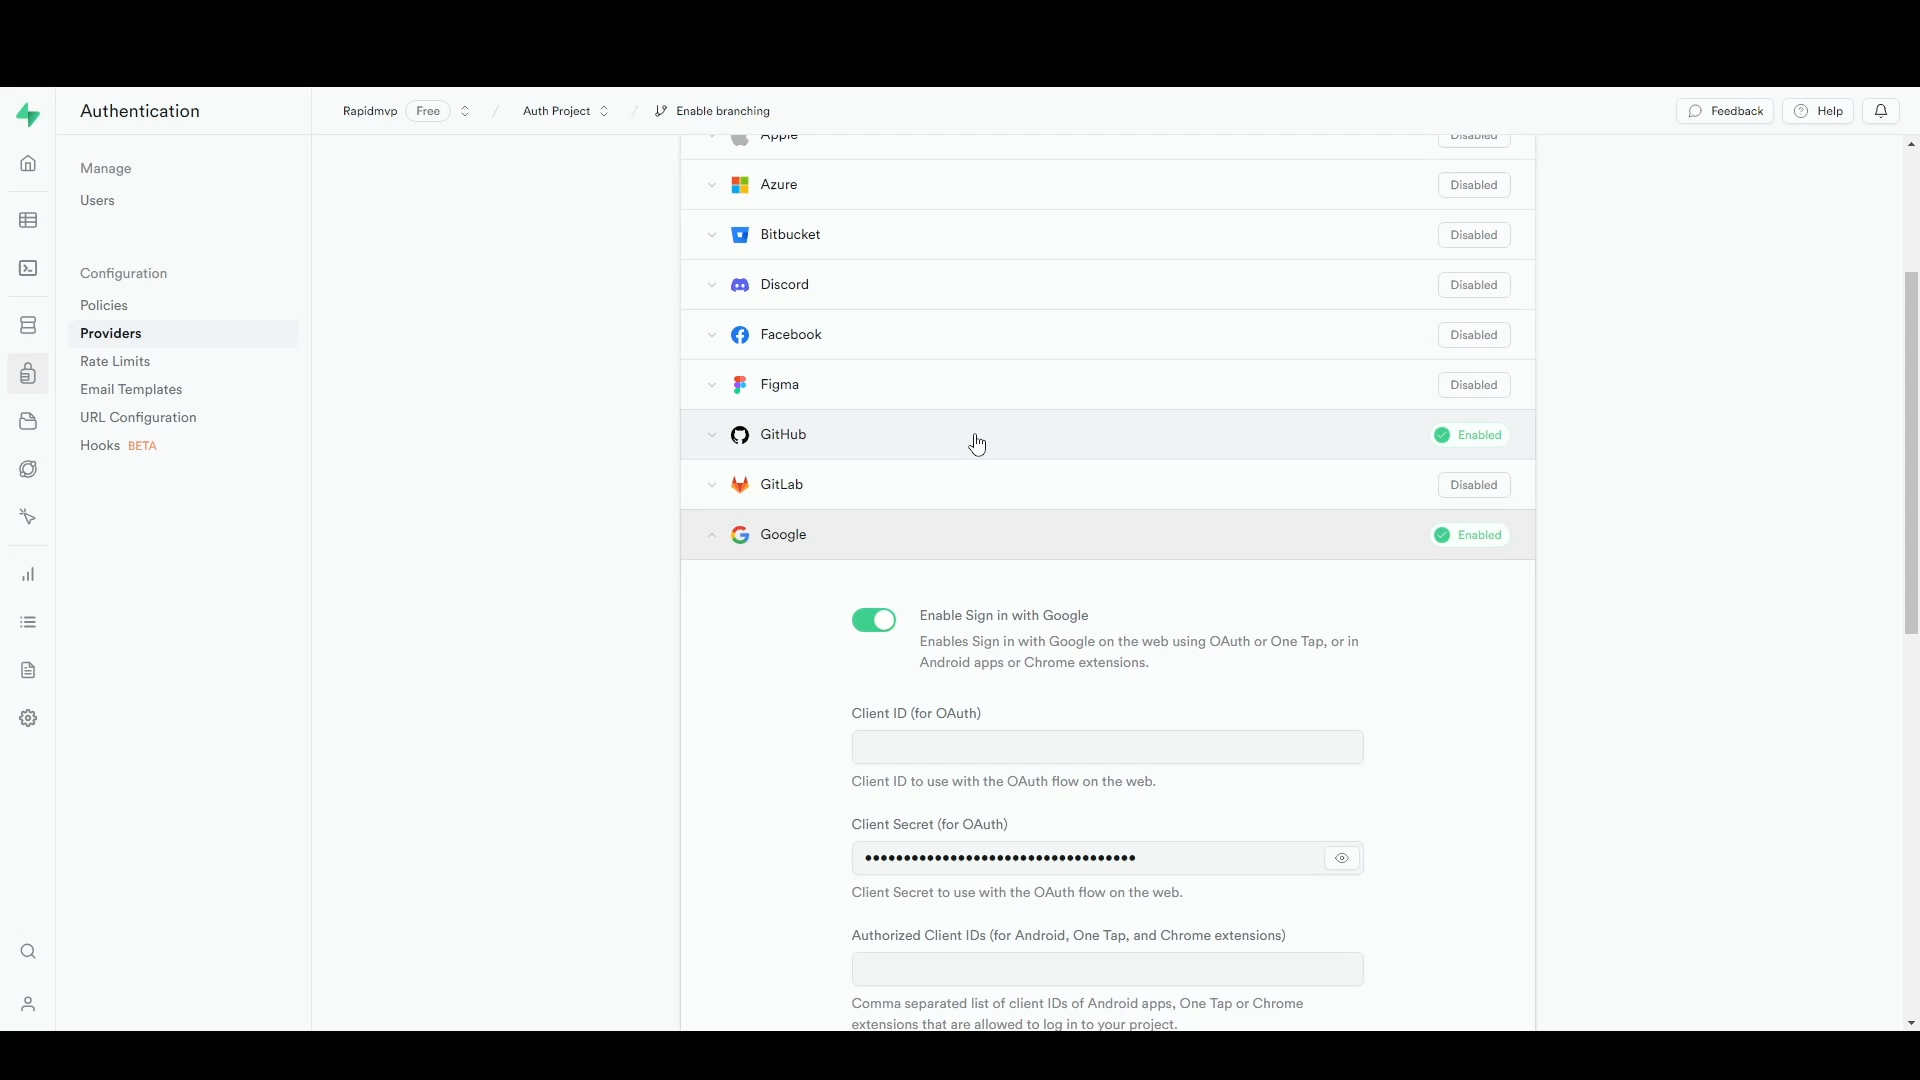 Authentication
Rapidmvp Free / Auth Project / Enable branching
Feedback
Help
Manage
Users
Configuration
Policies
Providers
Rate Limits
Email Templates
URL Configuration
Hooks BETA
Apple Disabled
Azure Disabled
Bitbucket Disabled
Discord Disabled
Facebook Disabled
Figma Disabled
GitHub Enabled
GitLab Disabled
Google Enabled
Enable Sign in with Google
Enables Sign in with Google on the web using OAuth or One Tap, or in
Android apps or Chrome extensions.
Client ID (for OAuth)
Client ID to use with the OAuth flow on the web.
Client Secret (for OAuth)
••••••••••••••••••••••••••••••••••• 
Client Secret to use with the OAuth flow on the web.
Authorized Client IDs (for Android, One Tap, and Chrome extensions)
Comma separated list of client IDs of Android apps, One Tap or Chrome
extensions that are allowed to log in to your project.